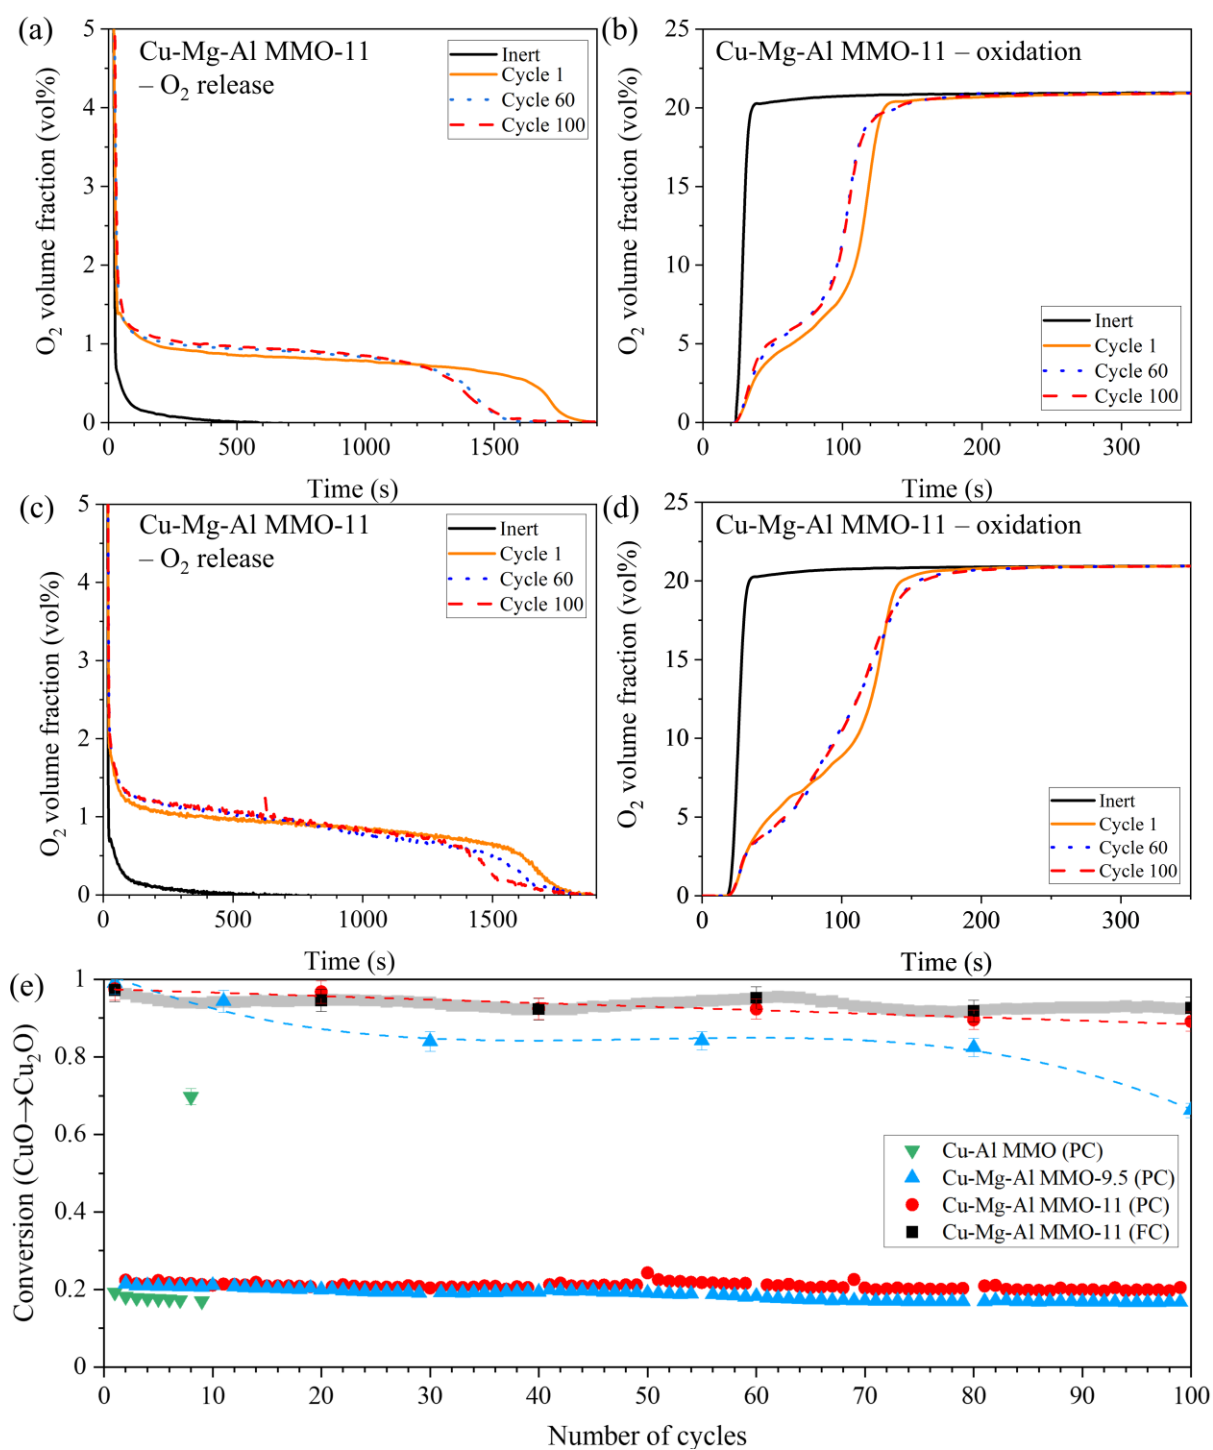 (a)
Cu-Mg-Al MMO-11
– O2 release
Inert
Cycle 1
Cycle 60
Cycle 100
O2 volume fraction (vol%)
5
4
3
2
1
0
0 500 1000 1500
Time (s)
(b)
Cu-Mg-Al MMO-11 – oxidation
Inert
Cycle 1
Cycle 60
Cycle 100
O2 volume fraction (vol%)
25
20
15
10
5
0
0 100 200 300
Time (s)
(c)
Cu-Mg-Al MMO-11
– O2 release
Inert
Cycle 1
Cycle 60
Cycle 100
O2 volume fraction (vol%)
5
4
3
2
1
0
0 500 1000 1500
Time (s)
(d)
Cu-Mg-Al MMO-11 – oxidation
Inert
Cycle 1
Cycle 60
Cycle 100
O2 volume fraction (vol%)
25
20
15
10
5
0
0 100 200 300
Time (s)
(e)
Conversion (CuO→Cu2O)
1
0.8
0.6
0.4
0.2
0
Cu-Al MMO (PC)
Cu-Mg-Al MMO-9.5 (PC)
Cu-Mg-Al MMO-11 (PC)
Cu-Mg-Al MMO-11 (FC)
0 10 20 30 40 50 60 70 80 90 100
Number of cycles